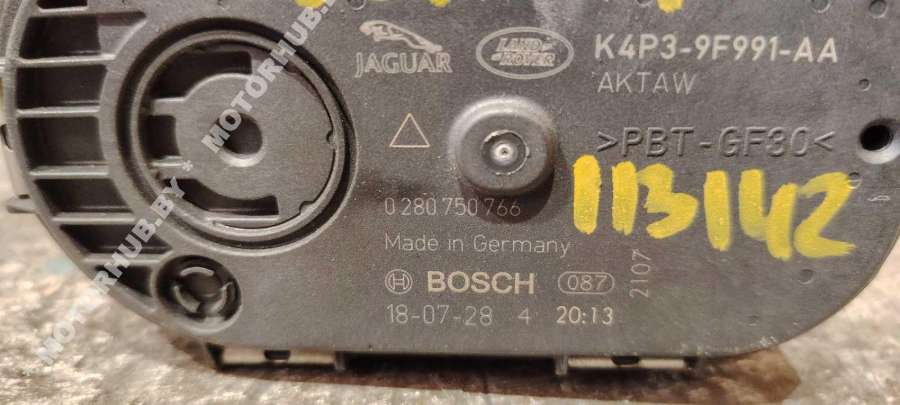 JAGUAR
LAND ROVER
K4P3-9F991-AA
AKTAW
>PBT-GF30<
113142
0 280 750 766
Made in Germany
BOSCH 087
2107
18-07-28 4 20:13
MOTORHUB.BY * MOTORHUB.BY * MOTORHUB.BY